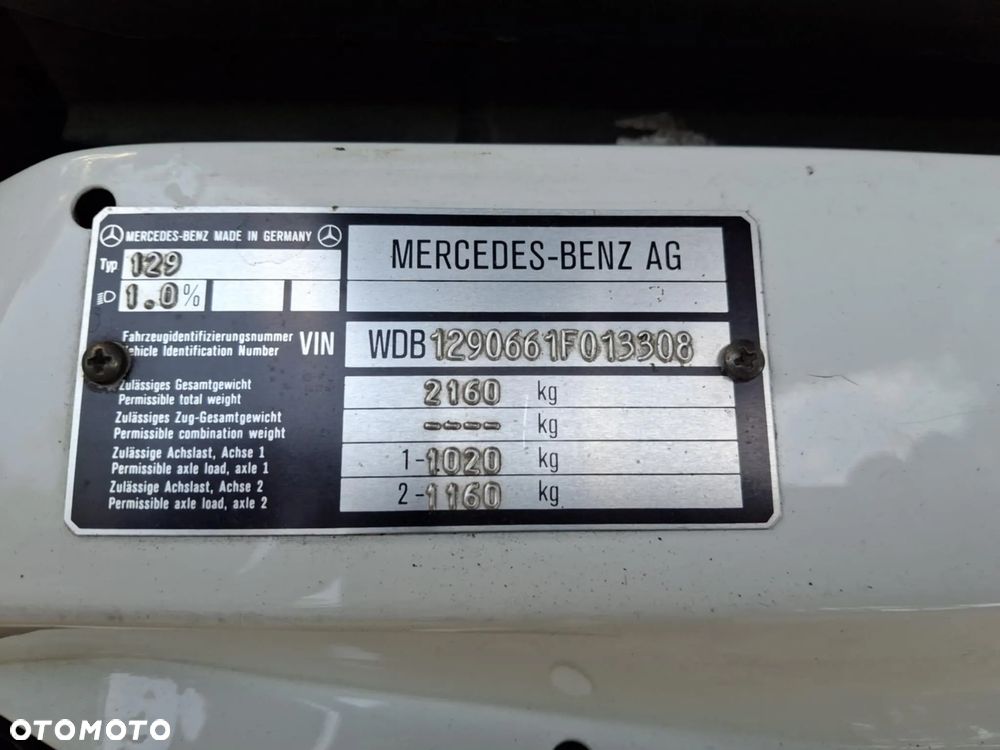 MERCEDES-BENZ MADE IN GERMANY
MERCEDES-BENZ AG
Typ 129
1.0%
Fahrzeugidentifizierungsnummer
Vehicle Identification Number
VIN WDB1290661F013308
Zulässiges Gesamtgewicht
Permissible total weight
2160 kg
Zulässiges Zug-Gesamtgewicht
Permissible combination weight
---- kg
Zulässige Achslast, Achse 1
Permissible axle load, axle 1
1-1020 kg
Zulässige Achslast, Achse 2
Permissible axle load, axle 2
2-1160 kg
OTOMOTO